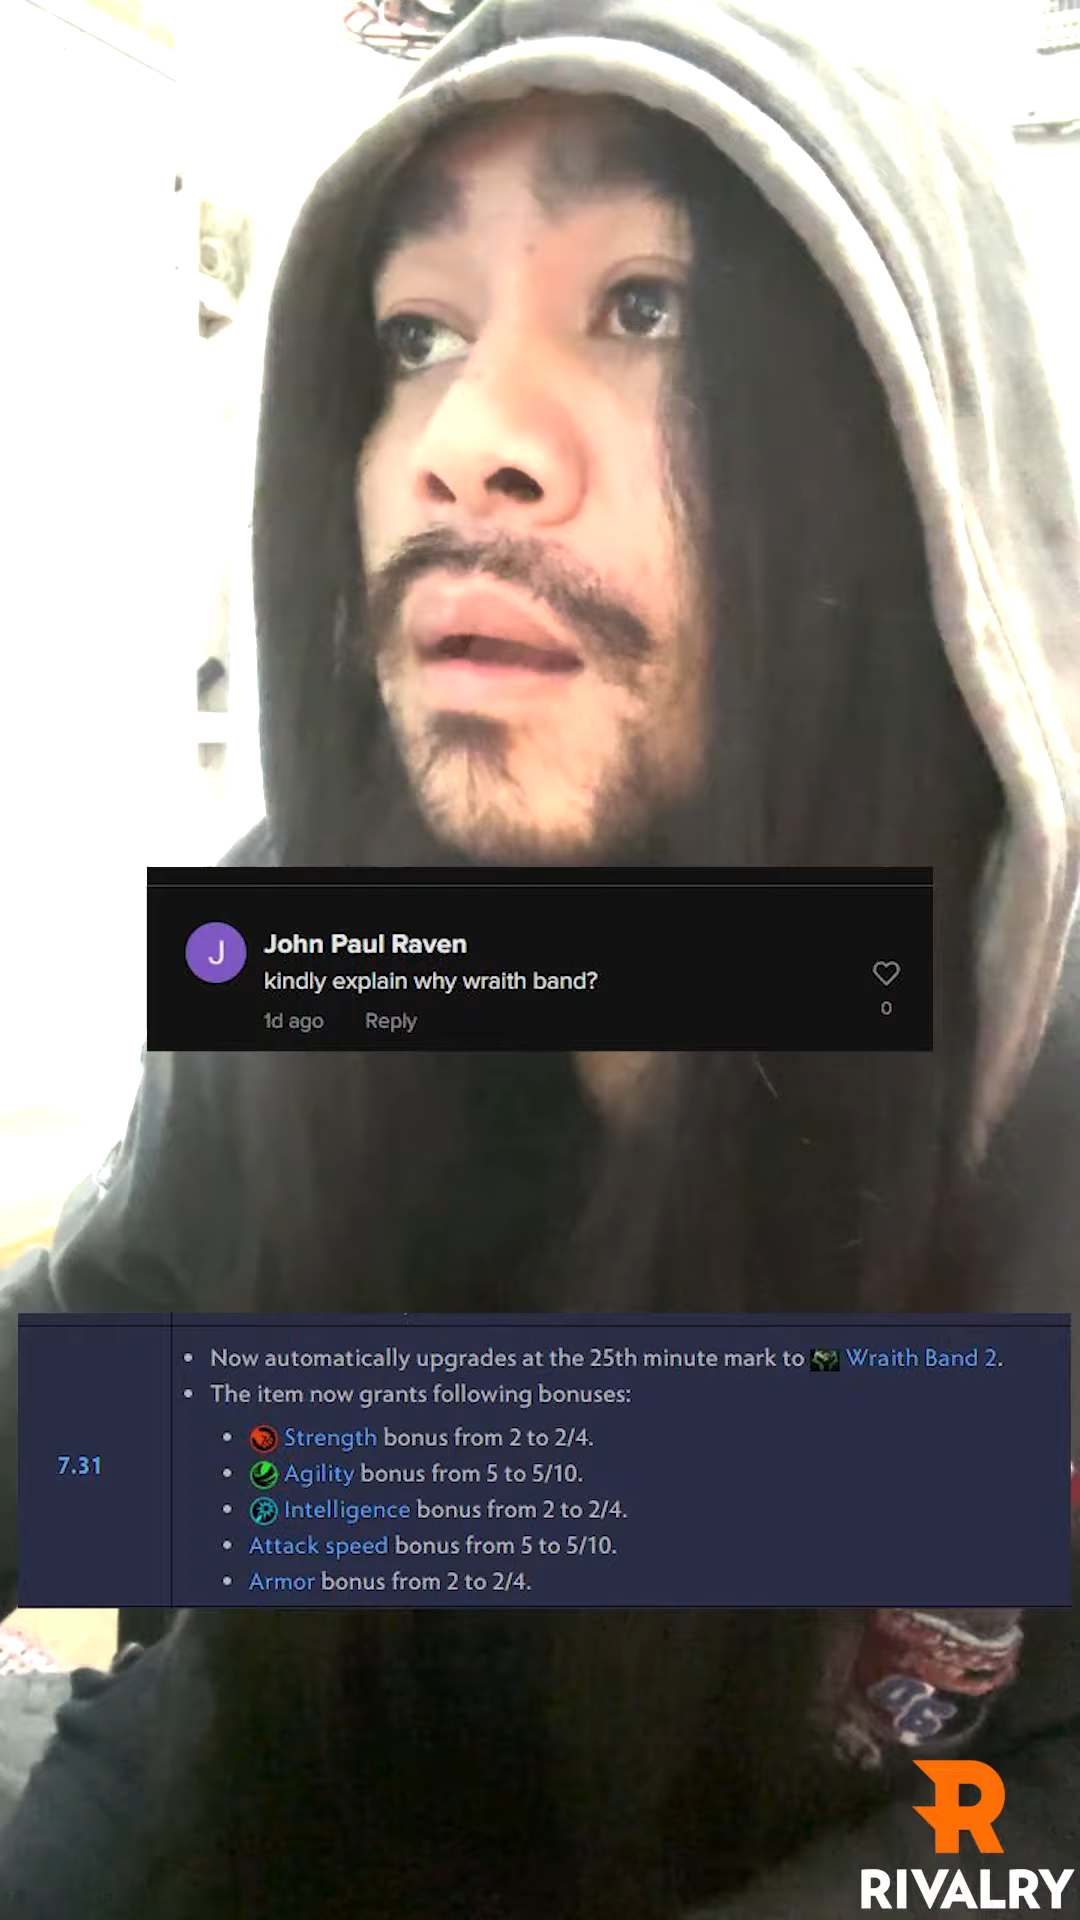 J
John Paul Raven
kindly explain why wraith band?
1d ago Reply
0
7.31
Now automatically upgrades at the 25th minute mark to Wraith Band 2.
The item now grants following bonuses:
Strength bonus from 2 to 2/4.
Agility bonus from 5 to 5/10.
Intelligence bonus from 2 to 2/4.
Attack speed bonus from 5 to 5/10.
Armor bonus from 2 to 2/4.
R
RIVALRY